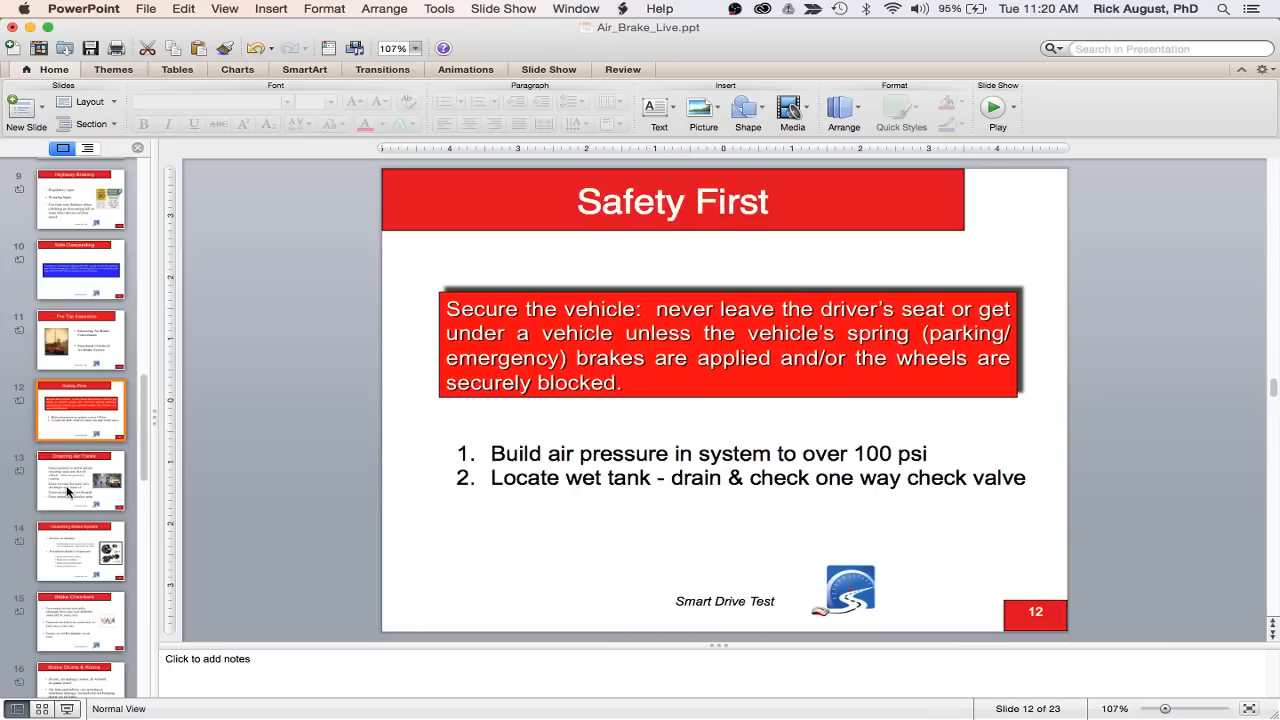 PowerPoint File Edit View Insert Format Arrange Tools Slide Show Window Help 95% Tue 11:20 AM Rick August, PhD
Air_Brake_Live.ppt
107% Search in Presentation
Home Themes Tables Charts SmartArt Transitions Animations Slide Show Review
Slides Font Paragraph Insert Format Slide Show
New Slide Layout Section Text Picture Shape Media Arrange Quick Styles Play
9 Highway Braking
10
11 Pre-Trip Inspection
12 Safety First
13 Draining Air Tanks
14
15 Brake Chambers
16 Brake Drums & Rotors
Safety First
Secure the vehicle: never leave the driver's seat or get
under a vehicle unless the vehicle's spring (parking/
emergency) brakes are applied and/or the wheels are
securely blocked.
1. Build air pressure in system to over 100 psi
2. Locate wet tank - drain & check one way check valve
Smart Drive T
12
Click to add notes
Normal View Slide 12 of 23 107%